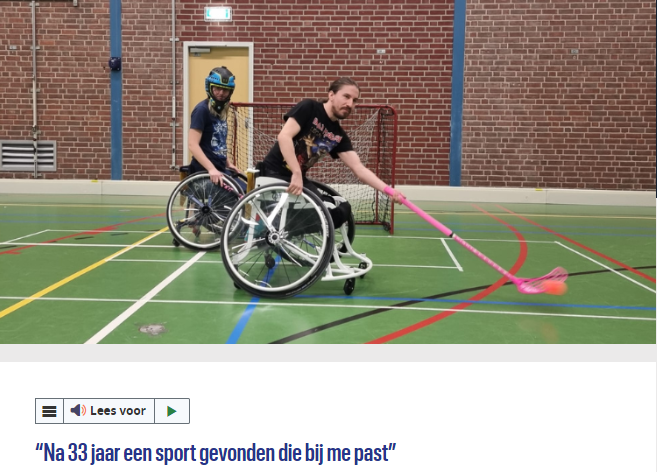 Lees voor
“Na 33 jaar een sport gevonden die bij me past”